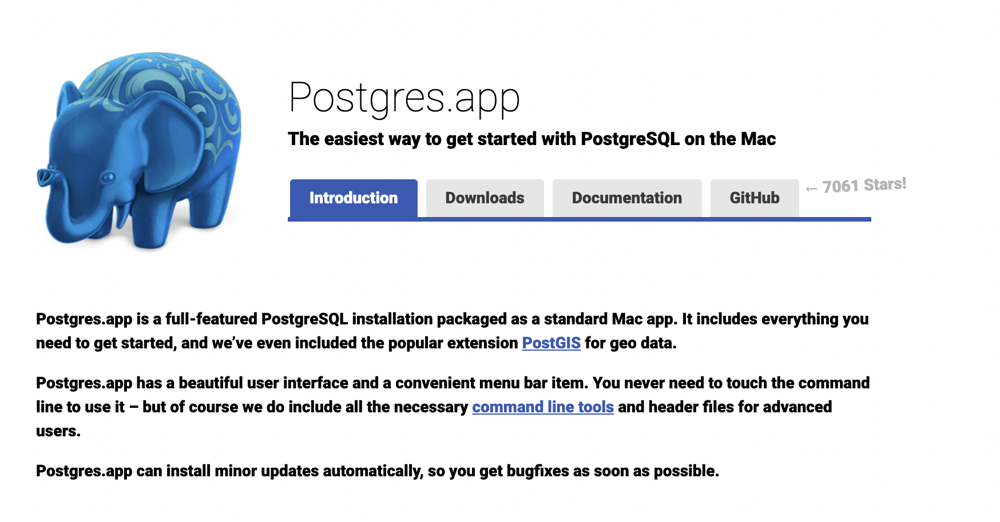 Postgres.app
The easiest way to get started with PostgreSQL on the Mac
Introduction
Downloads
Documentation
GitHub
← 7061 Stars!
Postgres.app is a full-featured PostgreSQL installation packaged as a standard Mac app. It includes everything you
need to get started, and we’ve even included the popular extension PostGIS for geo data.
Postgres.app has a beautiful user interface and a convenient menu bar item. You never need to touch the command
line to use it – but of course we do include all the necessary command line tools and header files for advanced
users.
Postgres.app can install minor updates automatically, so you get bugfixes as soon as possible.